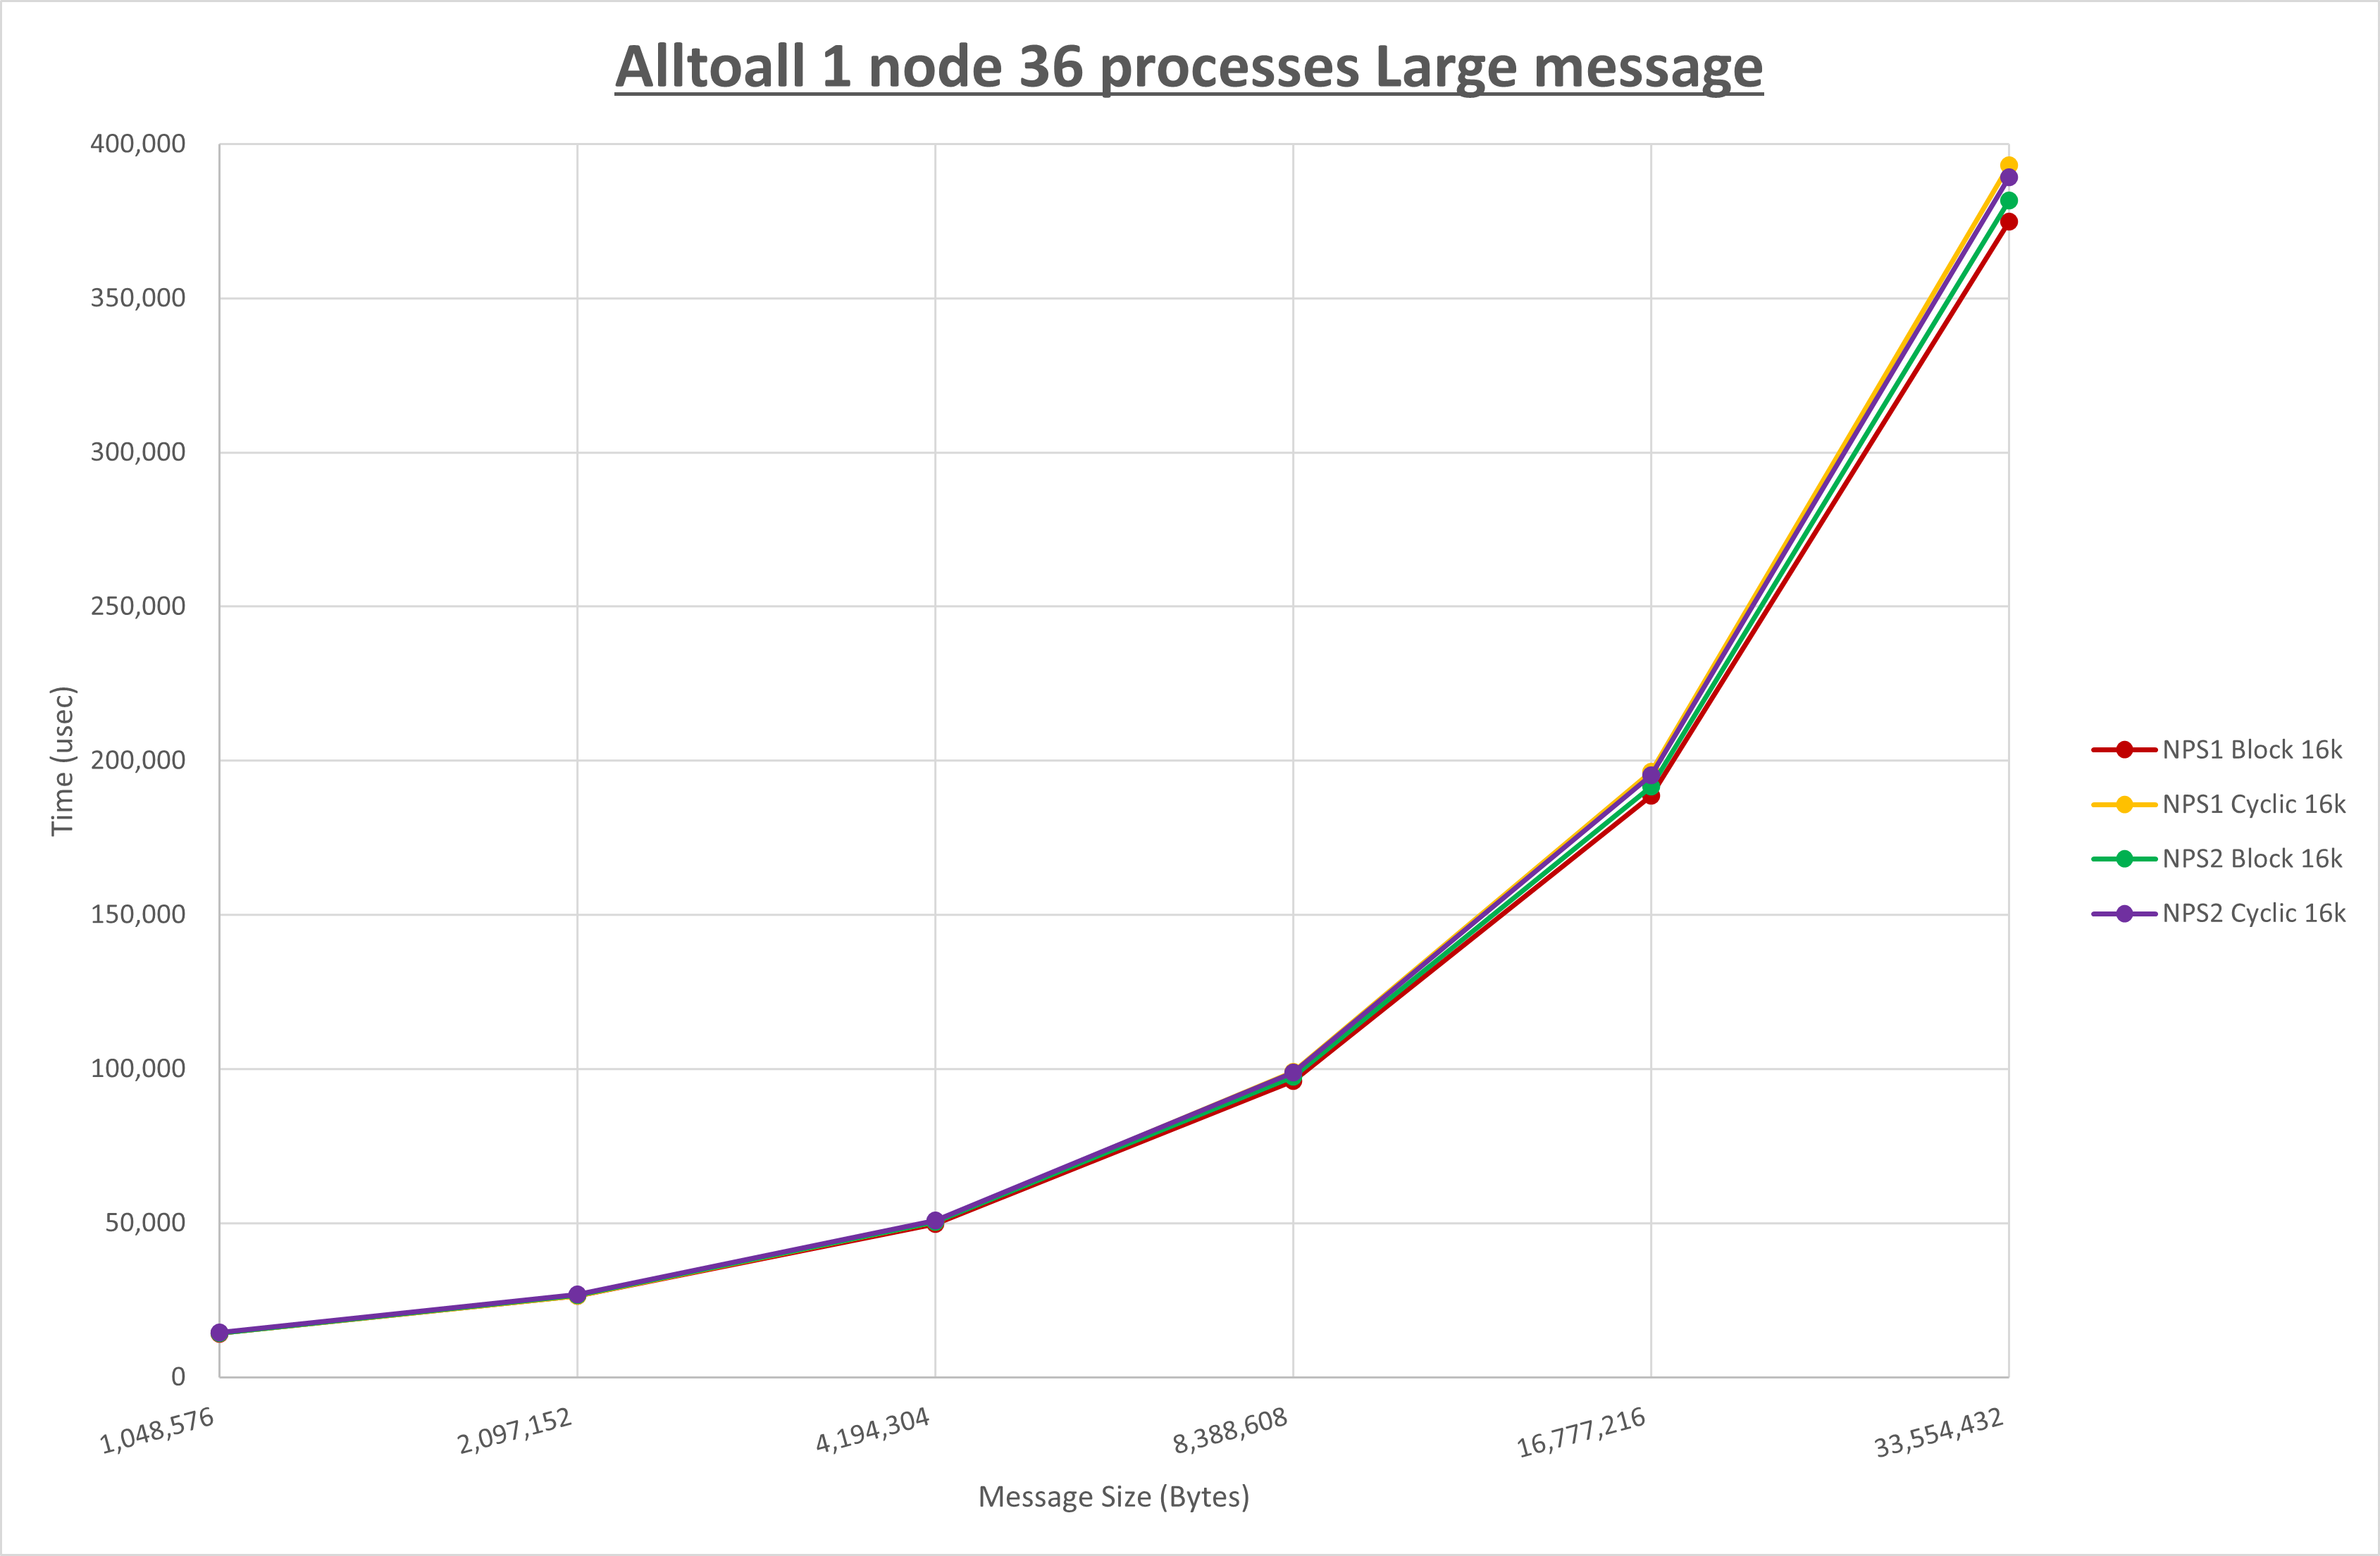 Alltoall 1 node 36 processes Large message
400,000
350,000
300,000
250,000
200,000
150,000
100,000
50,000
0
Time (usec)
1,048,576
2,097,152
4,194,304
8,388,608
16,777,216
33,554,432
Message Size (Bytes)
NPS1 Block 16k
NPS1 Cyclic 16k
NPS2 Block 16k
NPS2 Cyclic 16k